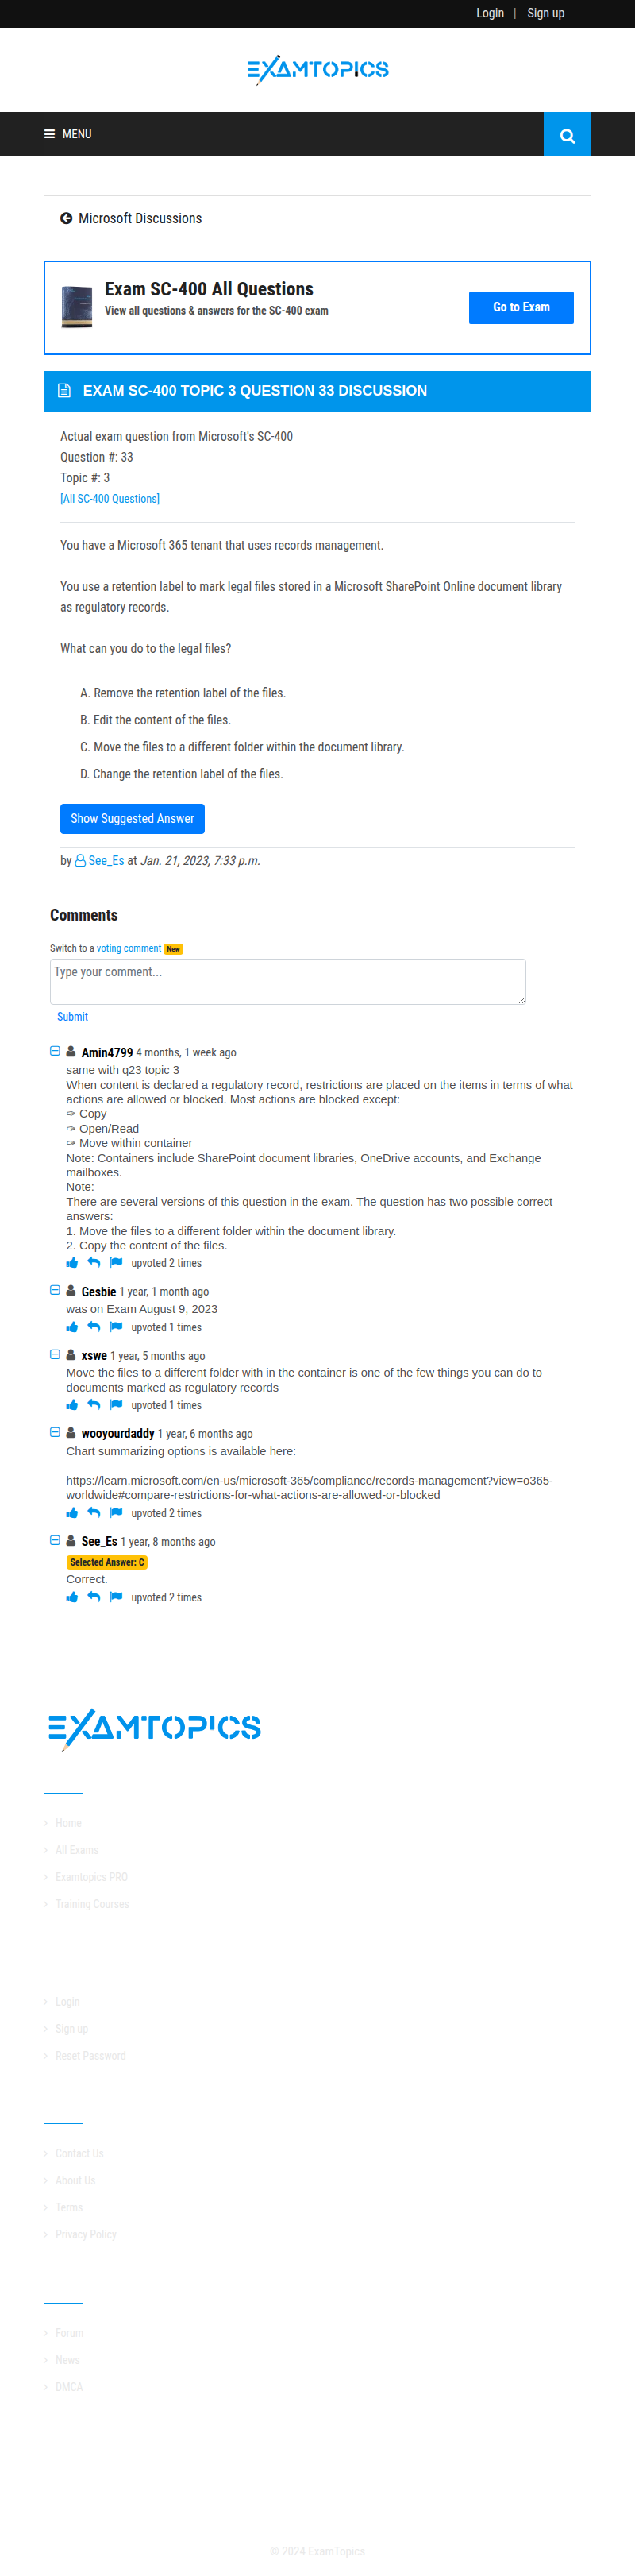 Login | Sign up
EXAMTOPICS
MENU
Microsoft Discussions
Exam SC-400 All Questions
View all questions & answers for the SC-400 exam
Go to Exam
EXAM SC-400 TOPIC 3 QUESTION 33 DISCUSSION
Actual exam question from Microsoft's SC-400
Question #: 33
Topic #: 3
[All SC-400 Questions]
You have a Microsoft 365 tenant that uses records management.
You use a retention label to mark legal files stored in a Microsoft SharePoint Online document library
as regulatory records.
What can you do to the legal files?
A. Remove the retention label of the files.
B. Edit the content of the files.
C. Move the files to a different folder within the document library.
D. Change the retention label of the files.
Show Suggested Answer
by See_Es at Jan. 21, 2023, 7:33 p.m.
Comments
Switch to a voting comment New
Type your comment...
Submit
Amin4799 4 months, 1 week ago
same with q23 topic 3
When content is declared a regulatory record, restrictions are placed on the items in terms of what
actions are allowed or blocked. Most actions are blocked except:
✑ Copy
✑ Open/Read
✑ Move within container
Note: Containers include SharePoint document libraries, OneDrive accounts, and Exchange
mailboxes.
Note:
There are several versions of this question in the exam. The question has two possible correct
answers:
1. Move the files to a different folder within the document library.
2. Copy the content of the files.
upvoted 2 times
Gesbie 1 year, 1 month ago
was on Exam August 9, 2023
upvoted 1 times
xswe 1 year, 5 months ago
Move the files to a different folder with in the container is one of the few things you can do to
documents marked as regulatory records
upvoted 1 times
wooyourdaddy 1 year, 6 months ago
Chart summarizing options is available here:
https://learn.microsoft.com/en-us/microsoft-365/compliance/records-management?view=o365-
worldwide#compare-restrictions-for-what-actions-are-allowed-or-blocked
upvoted 2 times
See_Es 1 year, 8 months ago
Selected Answer: C
Correct.
upvoted 2 times
EXAMTOPICS
Home
All Exams
Examtopics PRO
Training Courses
Login
Sign up
Reset Password
Contact Us
About Us
Terms
Privacy Policy
Forum
News
DMCA
© 2024 ExamTopics